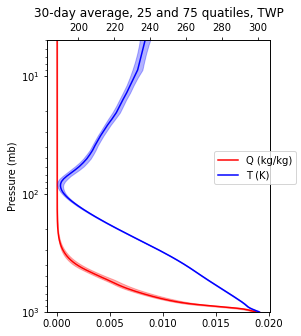 30-day average, 25 and 75 quatiles, TWP
200 220 240 260 280 300
10¹
Pressure (mb)
Q (kg/kg)
T (K)
10²
10³
0.000 0.005 0.010 0.015 0.020